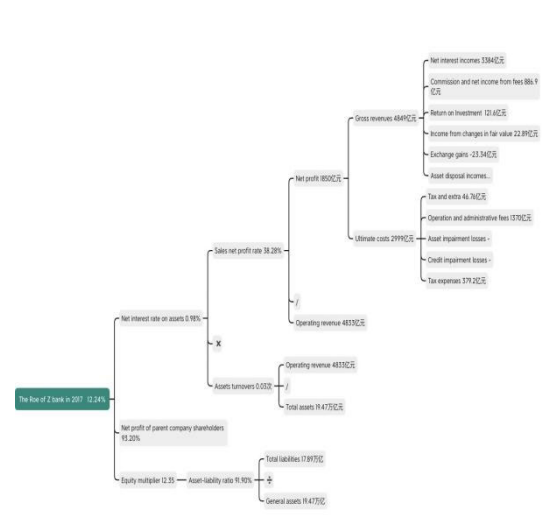 Net interest incomes 3384亿元
Commission and net income from fees 886.9
亿元
Return on Investment 121.6亿元
Gross revenues 4849亿元
Income from changes in fair value 22.89亿元
Exchange gains -23.34亿元
Asset disposal incomes...
Net profit 1850亿元
Tax and extra 46.76亿元
Operation and administrative fees 1370亿元
Ultimate costs 2999亿元
Asset impairment losses -
Credit impairment losses -
Tax expenses 379.2亿元
Sales net profit rate 38.28%
/
Operating revenue 4833亿元
Net interest rate on assets 0.98%
×
Operating revenue 4833亿元
Assets turnovers 0.03次
/
Total assets 19.47万亿元
The Roe of Z bank in 2017 12.24%
Net profit of parent company shareholders
93.20%
Total liabilities 17.89万亿
Equity multiplier 12.35
Asset-liability ratio 91.90%
÷
General assets 19.47万亿